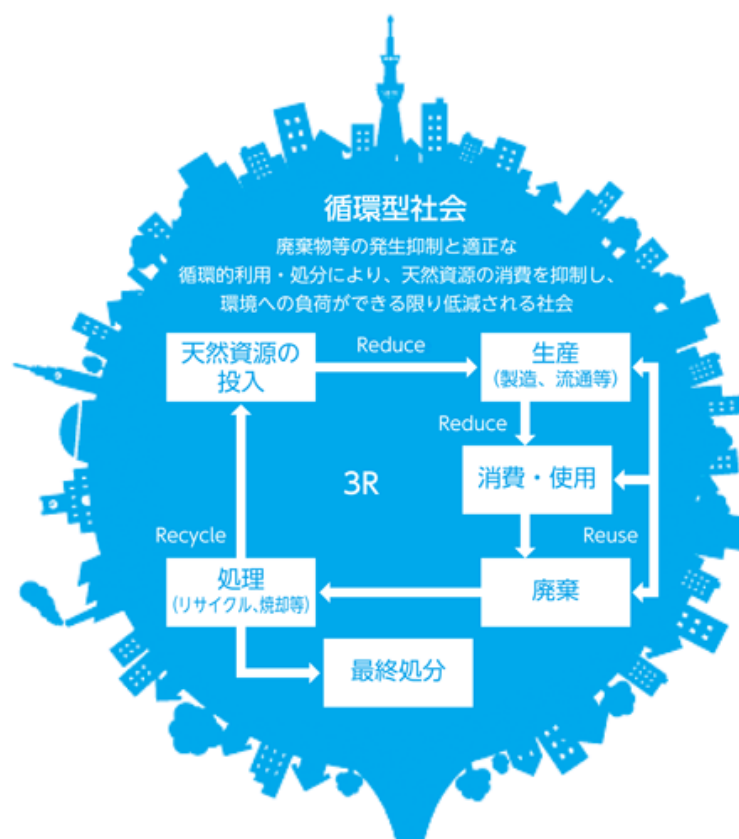 循環型社会
廃棄物等の発生抑制と適正な
循環的利用・処分により、天然資源の消費を抑制し、
環境への負荷ができる限り低減される社会
天然資源の
投入
Reduce
生産
(製造、流通等)
Reduce
消費・使用
3R
Recycle
Reuse
処理
(リサイクル、焼却等)
廃棄
最終処分